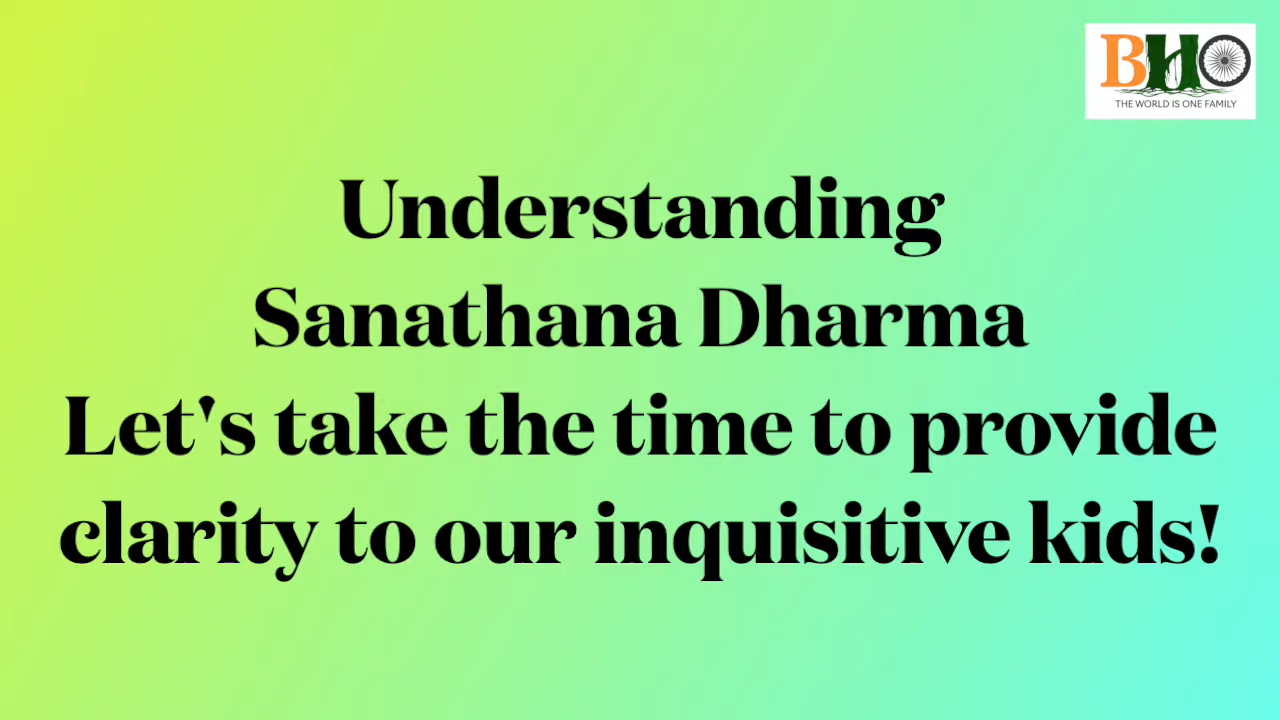 BHO
THE WORLD IS ONE FAMILY
Understanding
Sanathana Dharma
Let's take the time to provide
clarity to our inquisitive kids!